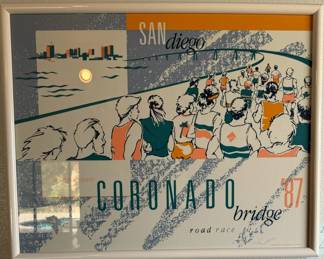 SAN
diego
CORONADO '87
bridge
road race